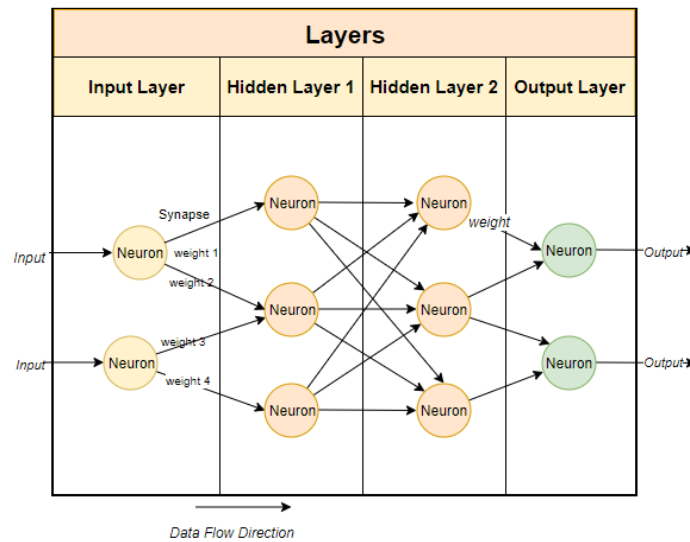 Layers
Input Layer
Hidden Layer 1
Hidden Layer 2
Output Layer
Neuron
Neuron
Synapse
weight
Input
Neuron
weight 1
Neuron
Output
weight 2
Neuron
Neuron
weight 3
Input
Neuron
Neuron
Output
weight 4
Neuron
Neuron
Data Flow Direction